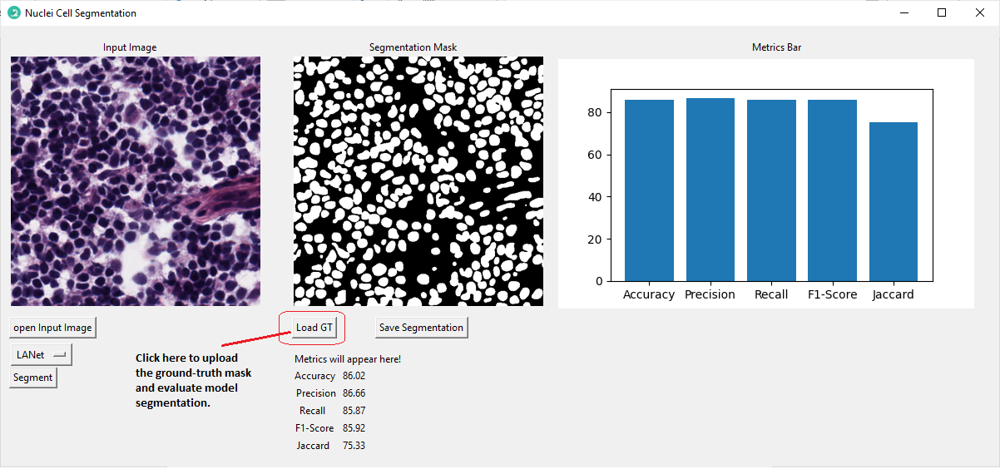 Nuclei Cell Segmentation
Input Image
Segmentation Mask
Metrics Bar
80
60
40
20
0
Accuracy Precision Recall F1-Score Jaccard
open Input Image
Load GT
Save Segmentation
LANet
Segment
Click here to upload
the ground-truth mask
and evaluate model
segmentation.
Metrics will appear here!
Accuracy 86.02
Precision 86.66
Recall 85.87
F1-Score 85.92
Jaccard 75.33